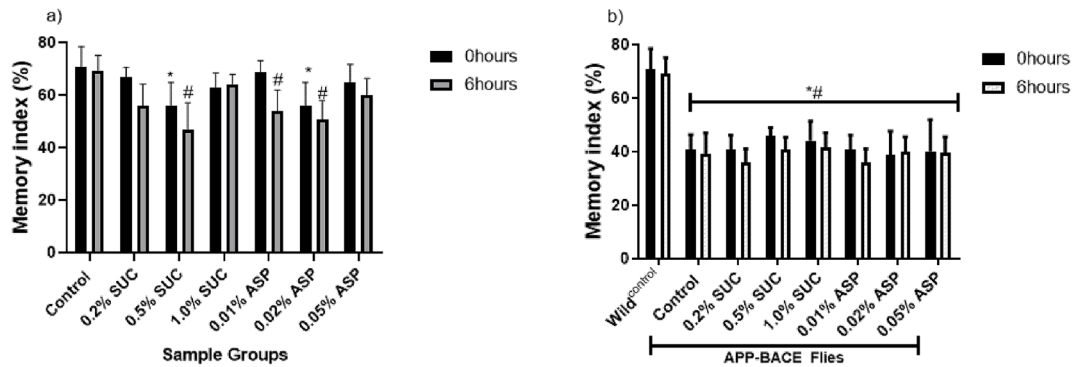 a)
Memory index (%)
80
60
40
20
0
* # # * #
0hours
6hours
Control
0.2% SUC
0.5% SUC
1.0% SUC
0.01% ASP
0.02% ASP
0.05% ASP
Sample Groups
b)
Memory index (%)
80
60
40
20
0
*#
0hours
6hours
Wild control
Control
0.2% SUC
0.5% SUC
1.0% SUC
0.01% ASP
0.02% ASP
0.05% ASP
APP-BACE Flies